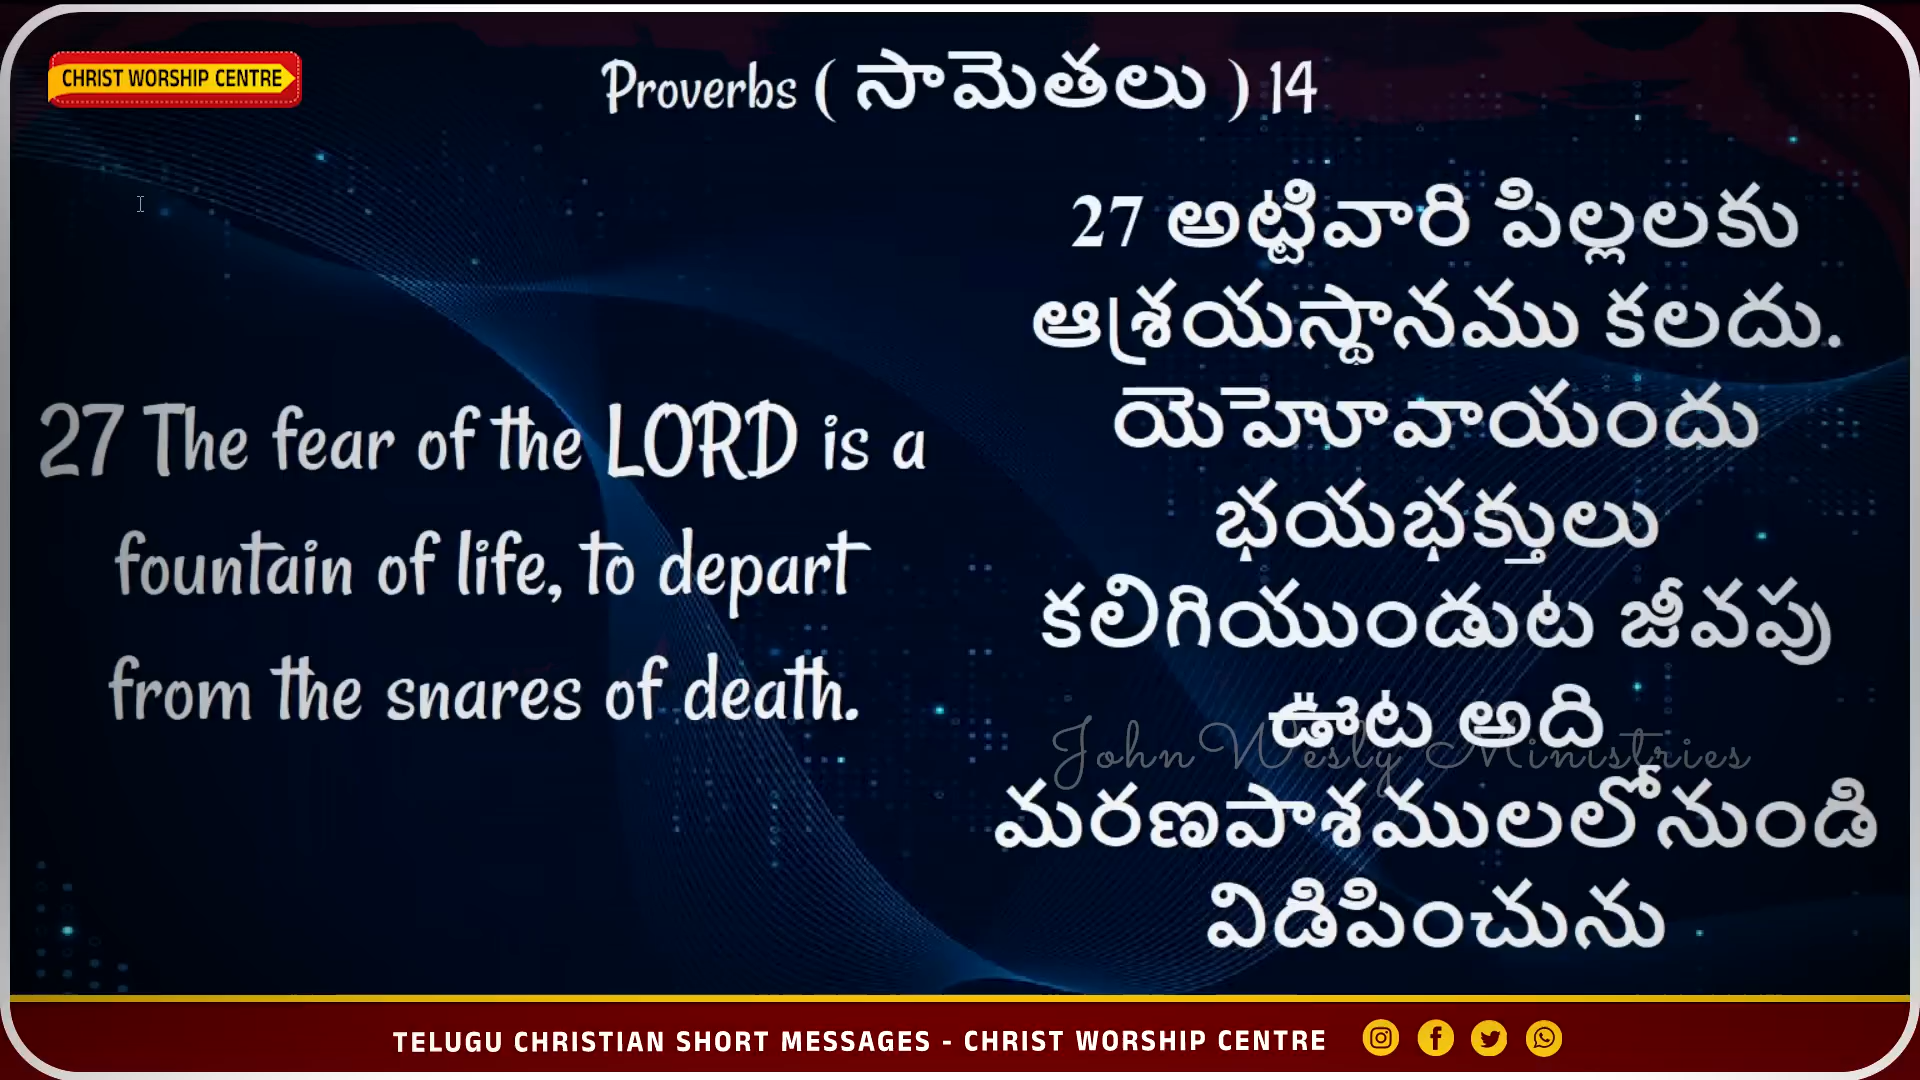 CHRIST WORSHIP CENTRE
Proverbs ( సామెతలు ) 14
27 The fear of the LORD is a
fountain of life, to depart
from the snares of death.
27 అట్టివారి పిల్లలకు
ఆశ్రయస్థానము కలదు.
యెహెూవాయందు
భయభక్తులు
కలిగియుండుట జీవపు
ఊట అది
మరణపాశములలోనుండి
విడిపించును
John Wesly Ministries
TELUGU CHRISTIAN SHORT MESSAGES - CHRIST WORSHIP CENTRE